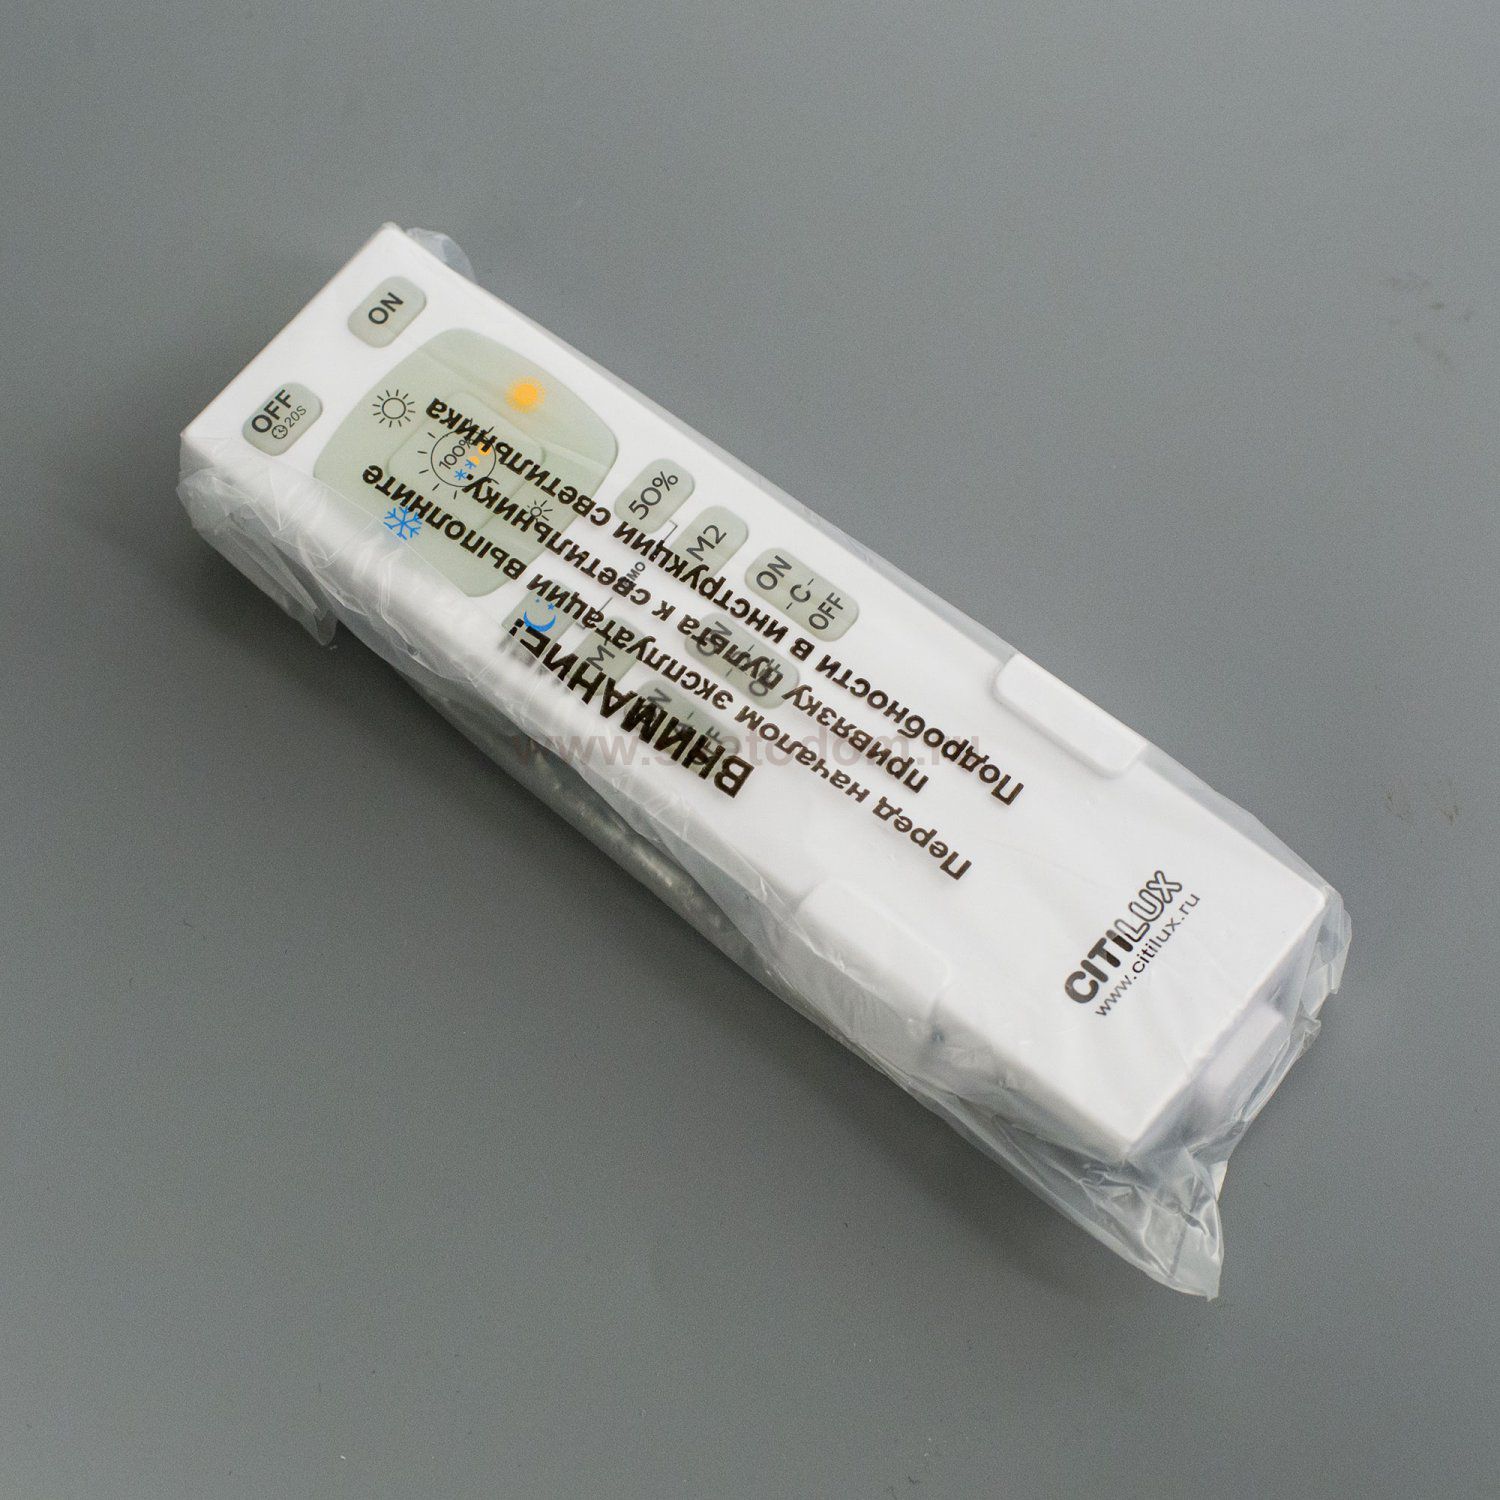 ON
OFF
20S
100%
50%
M2
M
ON
-C-
OFF
ВНИМАНИЕ!
Перед началом эксплуатации выполните
привязку пульта к светильнику.
Подробности в инструкции светильника
CITILUX
www.citilux.ru